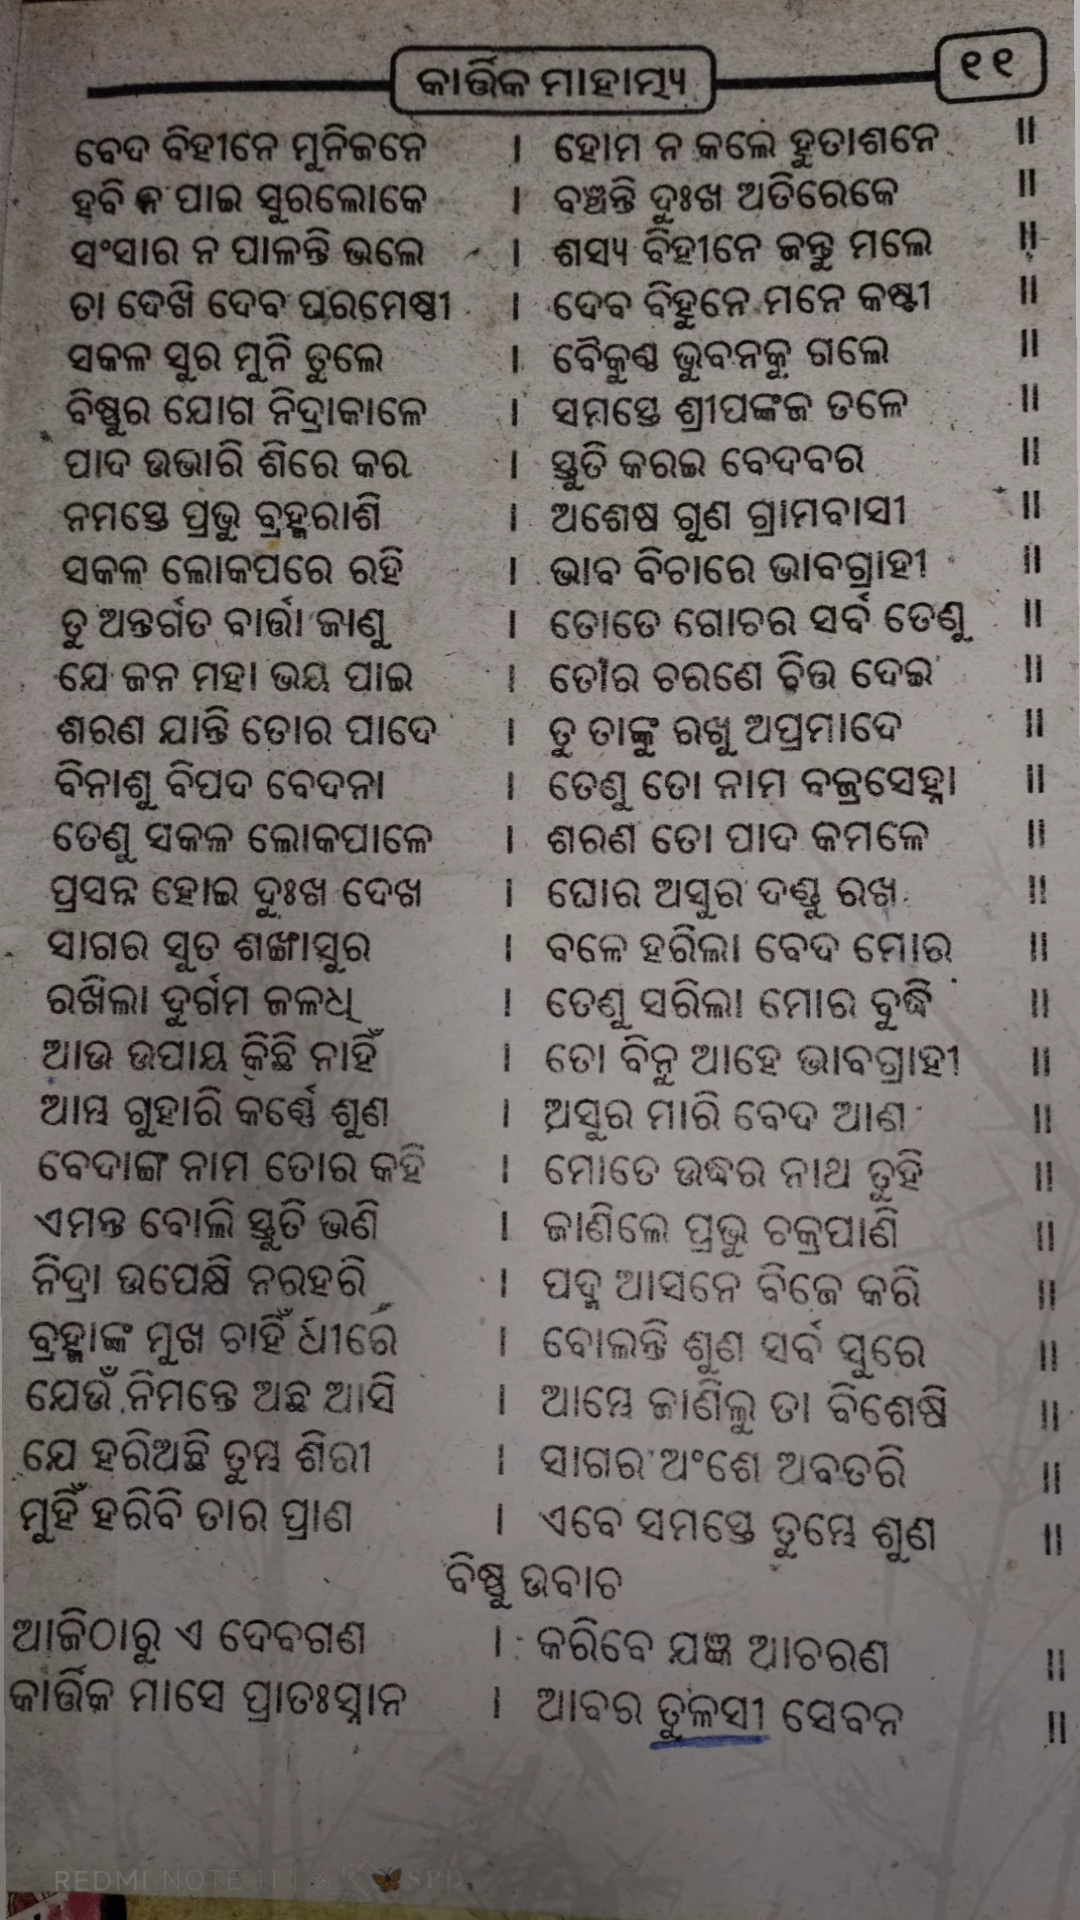 କାର୍ତ୍ତିକ ମାହାତ୍ମ୍ୟ ୧୧
ବେଦ ବିହୀନେ ମୁନିଜନେ । ହୋମ ନ କଲେ ହୁତାଶନେ ॥
ହବି ନ ପାଇ ସୁରଲୋକେ । ବଞ୍ଚନ୍ତି ଦୁଃଖ ଅତିରେକେ ॥
ସଂସାର ନ ପାଳନ୍ତି ଭଲେ । ଶସ୍ୟ ବିହୀନେ ଜନ୍ତୁ ମଲେ ॥
ତା ଦେଖି ଦେବ ପରମେଷ୍ଠୀ । ଦେବ ବିହୁନେ ମନେ କଷ୍ଟୀ ॥
ସକଳ ସୁର ମୁନି ତୁଲେ । ବୈକୁଣ୍ଠ ଭୁବନକୁ ଗଲେ ॥
ବିଷ୍ଣୁର ଯୋଗ ନିଦ୍ରାକାଳେ । ସମସ୍ତେ ଶ୍ରୀପଙ୍କଜ ତଳେ ॥
ପାଦ ଉଭାରି ଶିରେ କର । ସ୍ତୁତି କରଇ ବେଦବର ॥
ନମସ୍ତେ ପ୍ରଭୁ ବ୍ରହ୍ମରାଶି । ଅଶେଷ ଗୁଣ ଗ୍ରାମବାସୀ ॥
ସକଳ ଲୋକପରେ ରହି । ଭାବ ବିଚାରେ ଭାବଗ୍ରାହୀ ॥
ତୁ ଅନ୍ତର୍ଗତ ବାର୍ତ୍ତା ଜାଣୁ । ତୋତେ ଗୋଚର ସର୍ବ ତେଣୁ ॥
ଯେ ଜନ ମହା ଭୟ ପାଇ । ତୋର ଚରଣେ ଚିତ୍ତ ଦେଇ ॥
ଶରଣ ଯାନ୍ତି ତୋର ପାଦେ । ତୁ ତାଙ୍କୁ ରଖୁ ଅପ୍ରମାଦେ ॥
ବିନାଶୁ ବିପଦ ବେଦନା । ତେଣୁ ତୋ ନାମ ବଜ୍ରସେହ୍ନା ॥
ତେଣୁ ସକଳ ଲୋକପାଳେ । ଶରଣ ତୋ ପାଦ କମଳେ ॥
ପ୍ରସନ୍ନ ହୋଇ ଦୁଃଖ ଦେଖ । ଘୋର ଅସୁର ଦଣ୍ଡୁ ରଖ ॥
ସାଗର ସୁତ ଶଙ୍ଖାସୁର । ବଳେ ହରିଲା ବେଦ ମୋର ॥
ରଖିଲା ଦୁର୍ଗମ ଜଳଧି । ତେଣୁ ସରିଲା ମୋର ବୁଦ୍ଧି ॥
ଆଉ ଉପାୟ କିଛି ନାହିଁ । ତୋ ବିନୁ ଆହେ ଭାବଗ୍ରାହୀ ॥
ଆମ୍ଭ ଗୁହାରି କର୍ଣ୍ଣେ ଶୁଣ । ଅସୁର ମାରି ବେଦ ଆଣ ॥
ବେଦାଙ୍ଗ ନାମ ତୋର କହି । ମୋତେ ଉଦ୍ଧର ନାଥ ତୁହି ॥
ଏମନ୍ତ ବୋଲି ସ୍ତୁତି ଭଣି । ଜାଣିଲେ ପ୍ରଭୁ ଚକ୍ରପାଣି ॥
ନିଦ୍ରା ଉପେକ୍ଷି ନରହରି । ପଦ୍ମ ଆସନେ ବିଜେ କରି ॥
ବ୍ରହ୍ମାଙ୍କ ମୁଖ ଚାହିଁ ଧୀରେ । ବୋଲନ୍ତି ଶୁଣ ସର୍ବ ସୁରେ ॥
ଯେଉଁ ନିମନ୍ତେ ଅଛ ଆସି । ଆମ୍ଭେ ଜାଣିଲୁ ତା ବିଶେଷି ॥
ଯେ ହରିଅଛି ତୁମ୍ଭ ଶିରୀ । ସାଗର ଅଂଶେ ଅବତରି ॥
ମୁହିଁ ହରିବି ତାର ପ୍ରାଣ । ଏବେ ସମସ୍ତେ ତୁମ୍ଭେ ଶୁଣ ॥
ବିଷ୍ଣୁ ଉବାଚ
ଆଜିଠାରୁ ଏ ଦେବଗଣ । କରିବେ ଯଜ୍ଞ ଆଚରଣ ॥
କାର୍ତ୍ତିକ ମାସେ ପ୍ରାତଃସ୍ନାନ । ଆବର ତୁଳସୀ ସେବନ ॥
REDMI NOTE 11 SPD